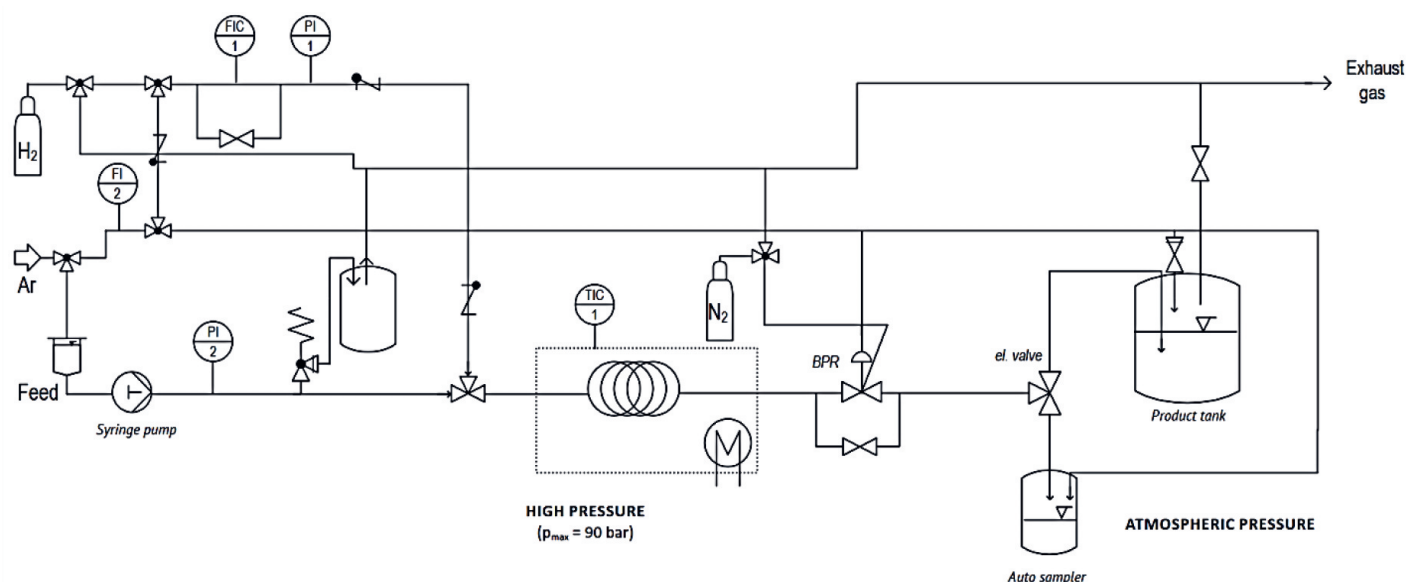 FIC
1
PI
1
Exhaust
gas
H₂
FI
2
Ar
N₂
TIC
1
PI
2
BPR
el. valve
Feed
Syringe pump
Product tank
HIGH PRESSURE
(pmax = 90 bar)
ATMOSPHERIC PRESSURE
Auto sampler